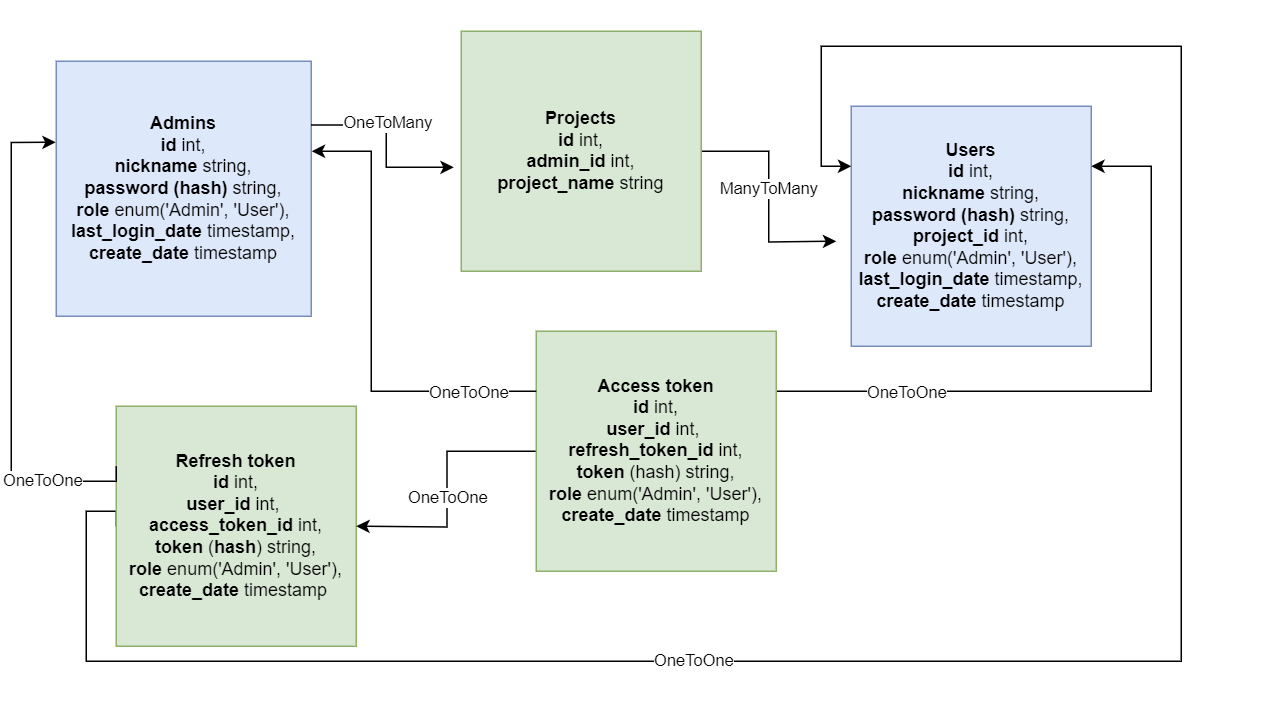 Admins
id int,
nickname string,
password (hash) string,
role enum('Admin', 'User'),
last_login_date timestamp,
create_date timestamp
OneToMany
Projects
id int,
admin_id int,
project_name string
ManyToMany
Users
id int,
nickname string,
password (hash) string,
project_id int,
role enum('Admin', 'User'),
last_login_date timestamp,
create_date timestamp
OneToOne
Access token
id int,
user_id int,
refresh_token_id int,
token (hash) string,
role enum('Admin', 'User'),
create_date timestamp
OneToOne
OneToOne
Refresh token
id int,
user_id int,
access_token_id int,
token (hash) string,
role enum('Admin', 'User'),
create_date timestamp
OneToOne
OneToOne